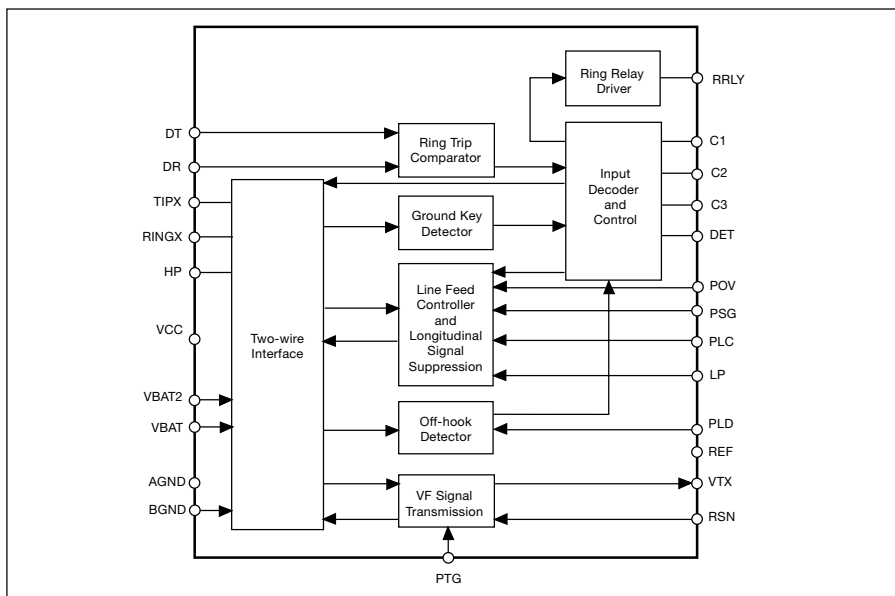 Ring Relay
Driver
RRLY
DT
Ring Trip
Comparator
C1
DR
Input
Decoder
and
Control
C2
TIPX
C3
RINGX
Ground Key
Detector
DET
HP
POV
Line Feed
Controller
and
Longitudinal
Signal
Suppression
PSG
VCC
Two-wire
Interface
PLC
LP
VBAT2
VBAT
Off-hook
Detector
PLD
REF
AGND
VF Signal
Transmission
VTX
BGND
RSN
PTG